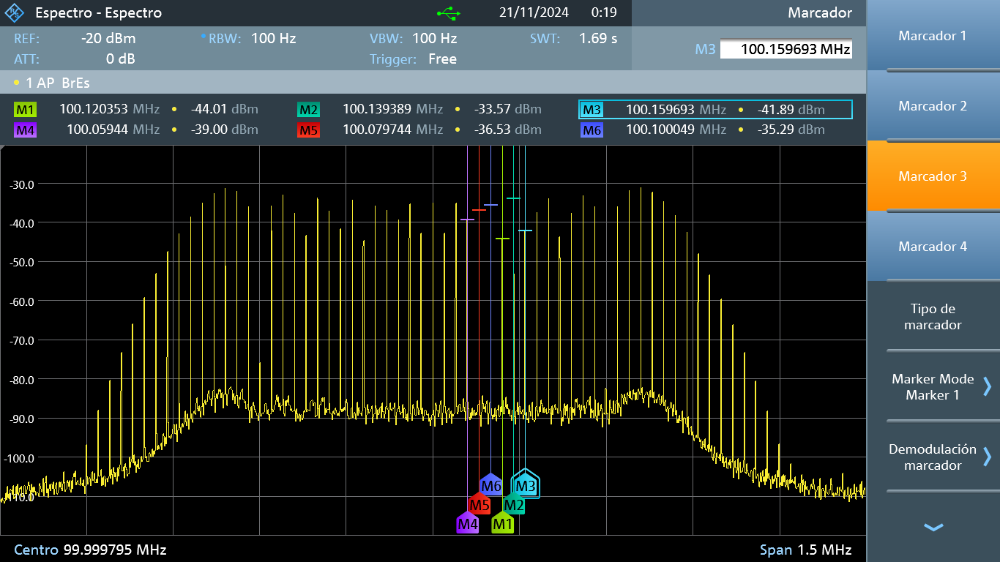 Espectro - Espectro 21/11/2024 0:19 Marcador
REF: -20 dBm RBW: 100 Hz VBW: 100 Hz SWT: 1.69 s M3 100.159693 MHz
ATT: 0 dB Trigger: Free
1 AP BrEs
M1 100.120353 MHz -44.01 dBm M2 100.139389 MHz -33.57 dBm M3 100.159693 MHz -41.89 dBm
M4 100.05944 MHz -39.00 dBm M5 100.079744 MHz -36.53 dBm M6 100.100049 MHz -35.29 dBm
-30.0
-40.0
-50.0
-60.0
-70.0
-80.0
-90.0
-100.0
M6 M3
M5 M2
M4 M1
Centro 99.999795 MHz Span 1.5 MHz
Marcador 1
Marcador 2
Marcador 3
Marcador 4
Tipo de
marcador
Marker Mode
Marker 1
Demodulación
marcador